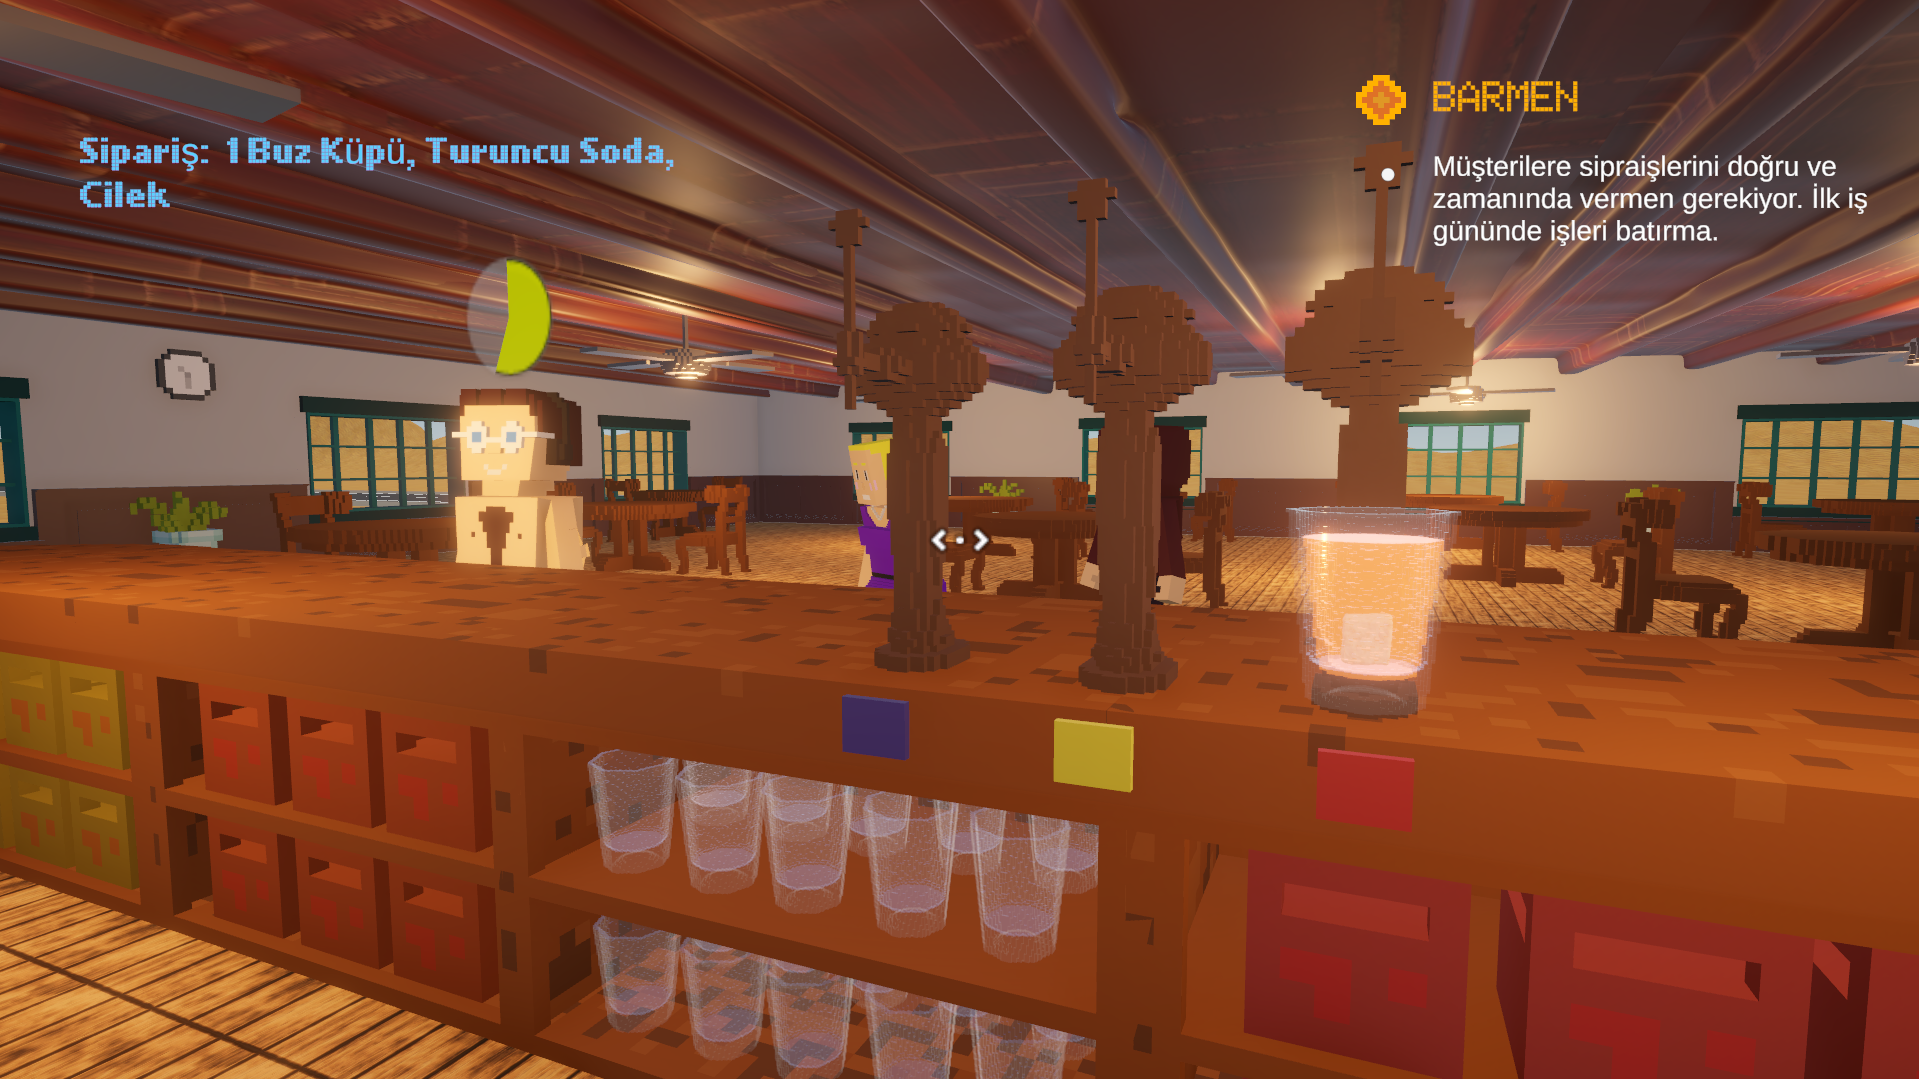 Sipariş: 1 Buz Küpü, Turuncu Soda,
Cilek
BARMEN
Müşterilere sipraişlerini doğru ve
zamanında vermen gerekiyor. İlk iş
gününde işleri batırma.